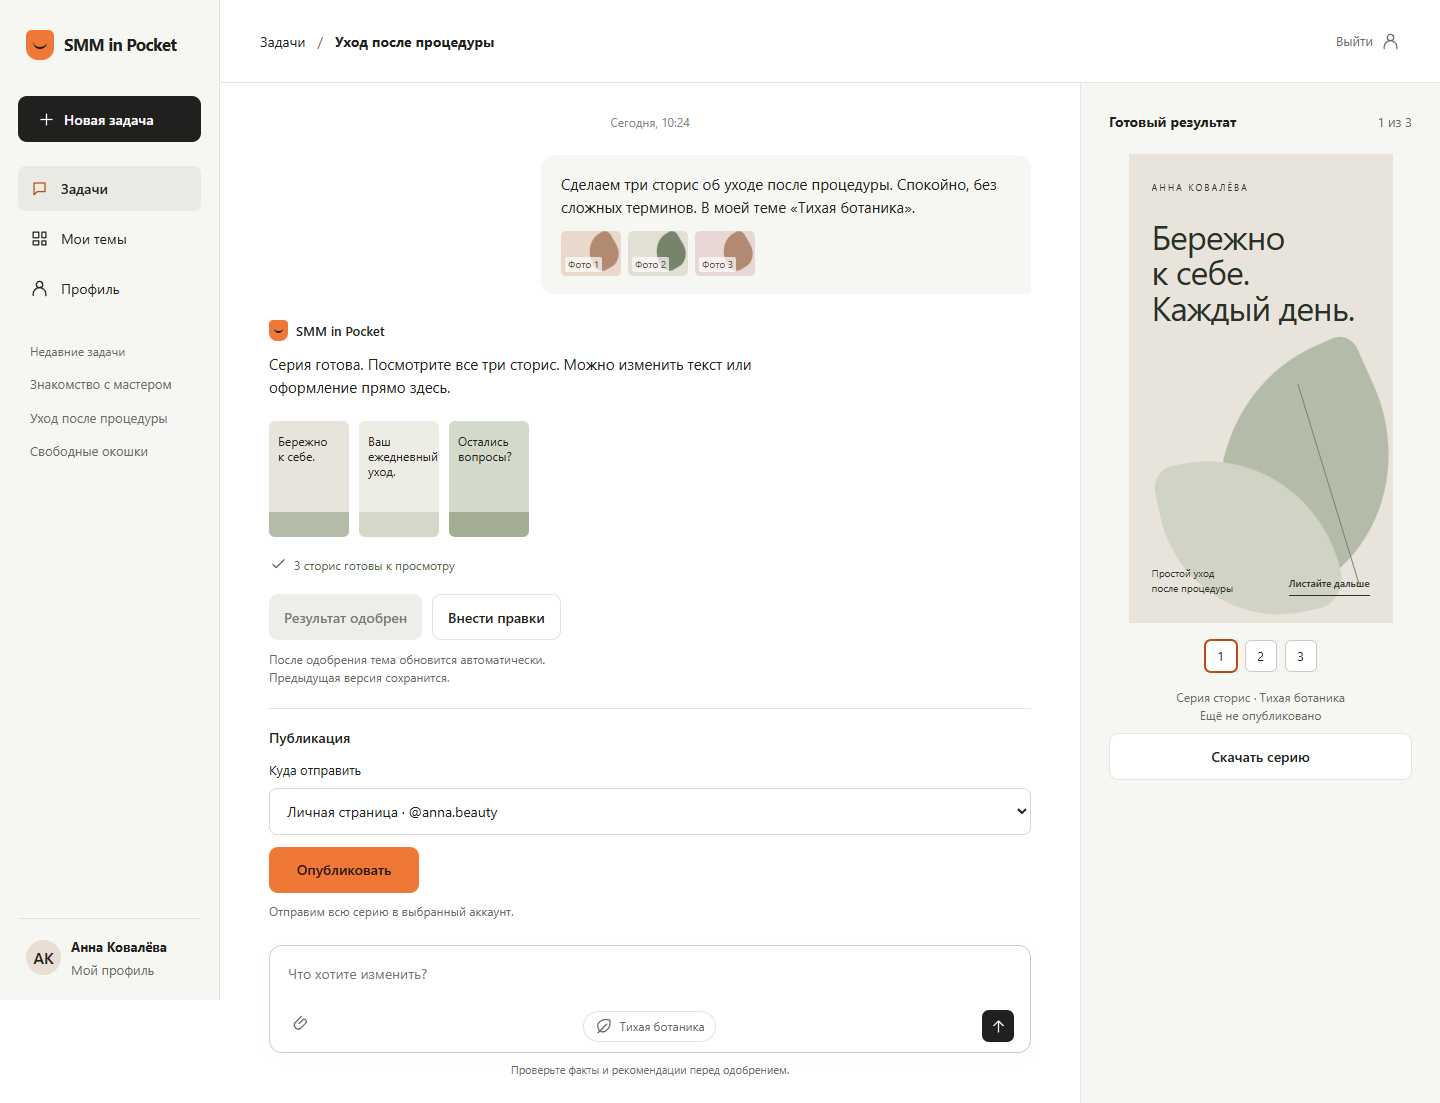 SMM in Pocket
Новая задача
Задачи
Мои темы
Профиль
Недавние задачи
Знакомство с мастером
Уход после процедуры
Свободные окошки
АК
Анна Ковалёва
Мой профиль
Задачи / Уход после процедуры
Выйти
Сегодня, 10:24
Сделаем три сторис об уходе после процедуры. Спокойно, без
сложных терминов. В моей теме «Тихая ботаника».
Фото 1
Фото 2
Фото 3
SMM in Pocket
Серия готова. Посмотрите все три сторис. Можно изменить текст или
оформление прямо здесь.
Бережно
к себе.
Ваш
ежедневный
уход.
Остались
вопросы?
3 сторис готовы к просмотру
Результат одобрен
Внести правки
После одобрения тема обновится автоматически.
Предыдущая версия сохранится.
Публикация
Куда отправить
Личная страница · @anna.beauty
Опубликовать
Отправим всю серию в выбранный аккаунт.
Что хотите изменить?
Тихая ботаника
Проверьте факты и рекомендации перед одобрением.
Готовый результат
1 из 3
АННА КОВАЛЁВА
Бережно
к себе.
Каждый день.
Простой уход
после процедуры
Листайте дальше
1
2
3
Серия сторис · Тихая ботаника
Ещё не опубликовано
Скачать серию